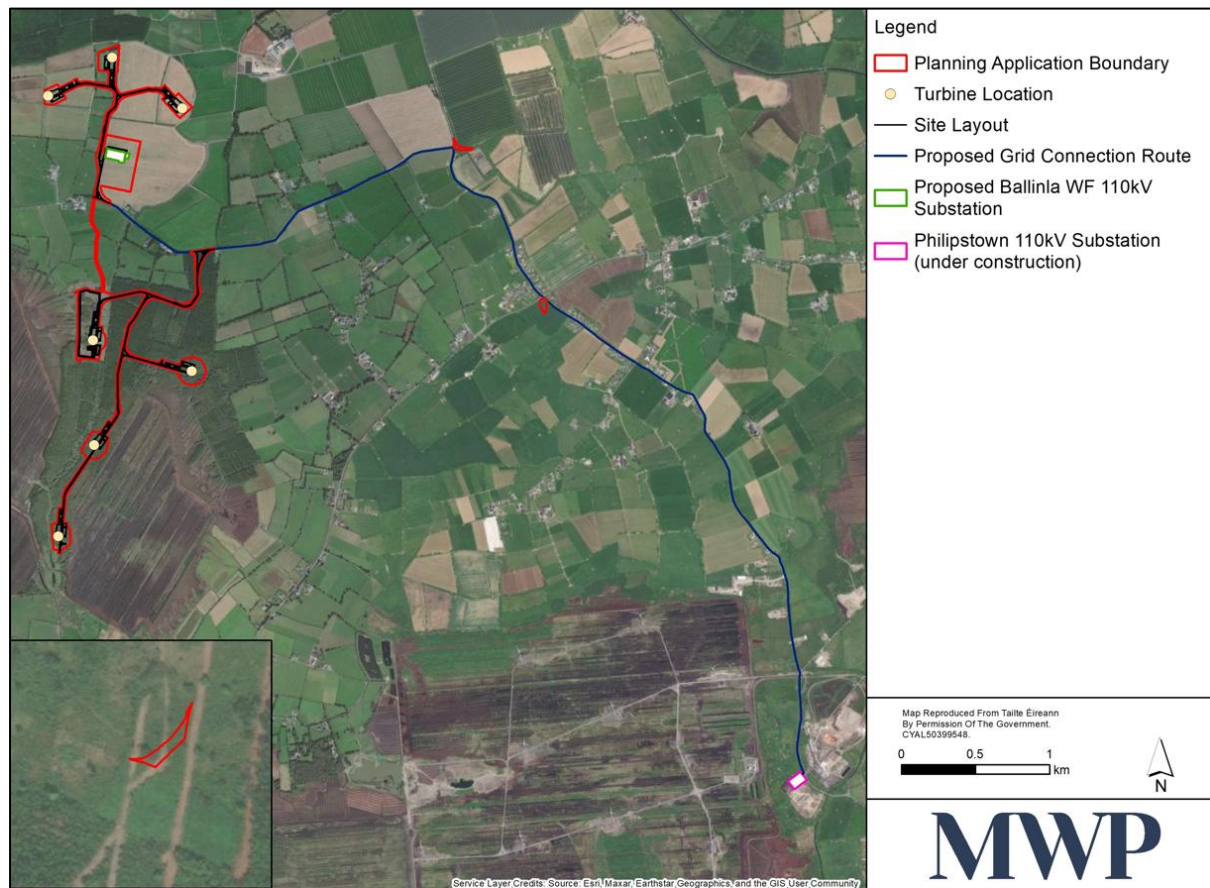 Legend
Planning Application Boundary
Turbine Location
Site Layout
Proposed Grid Connection Route
Proposed Ballinla WF 110kV
Substation
Philipstown 110kV Substation
(under construction)
Map Reproduced From Tailte Éireann
By Permission Of The Government.
CYAL50399548.
0 0.5 1
km
N
MWP
Service Layer Credits: Source: Esri, Maxar, Earthstar Geographics, and the GIS User Community